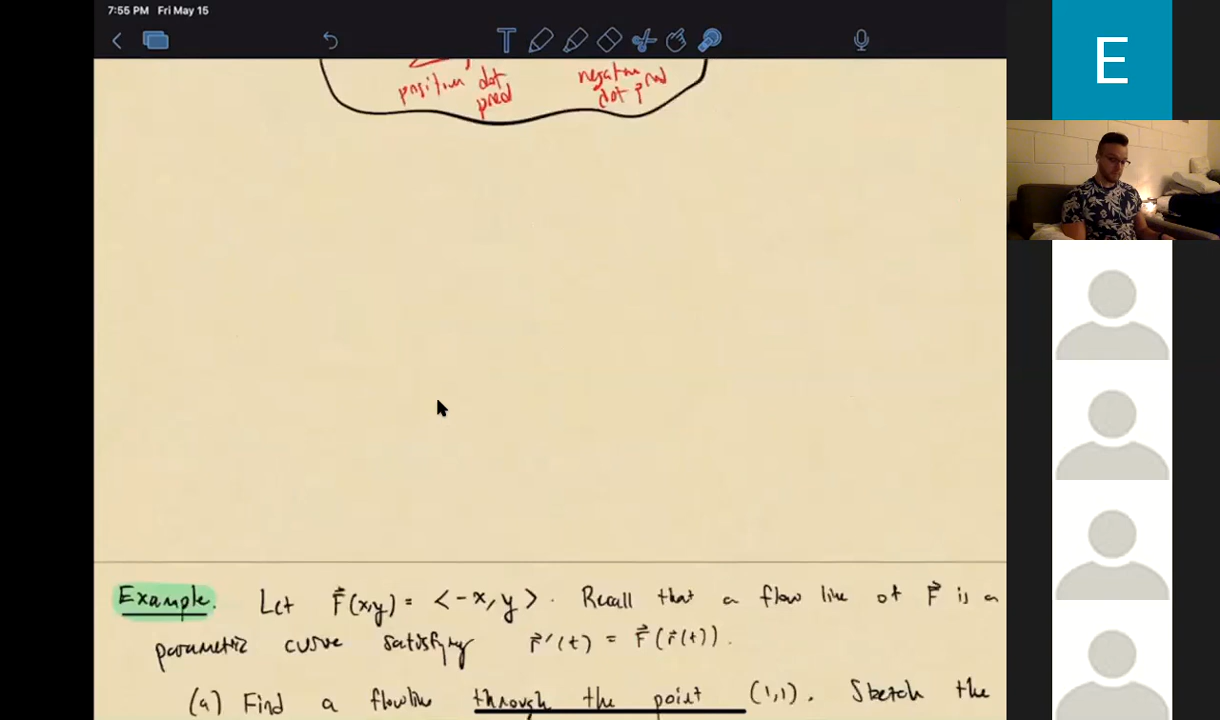 7:55 PM Fri May 15
T
E
positive dot prod
negative dot prod
Example. Let F⃗(x,y) = <-x, y>. Recall that a flow line of F⃗ is a
parametric curve satisfying r⃗'(t) = F⃗(r⃗(t)).
(a) Find a flowline through the point (1,1). Sketch the